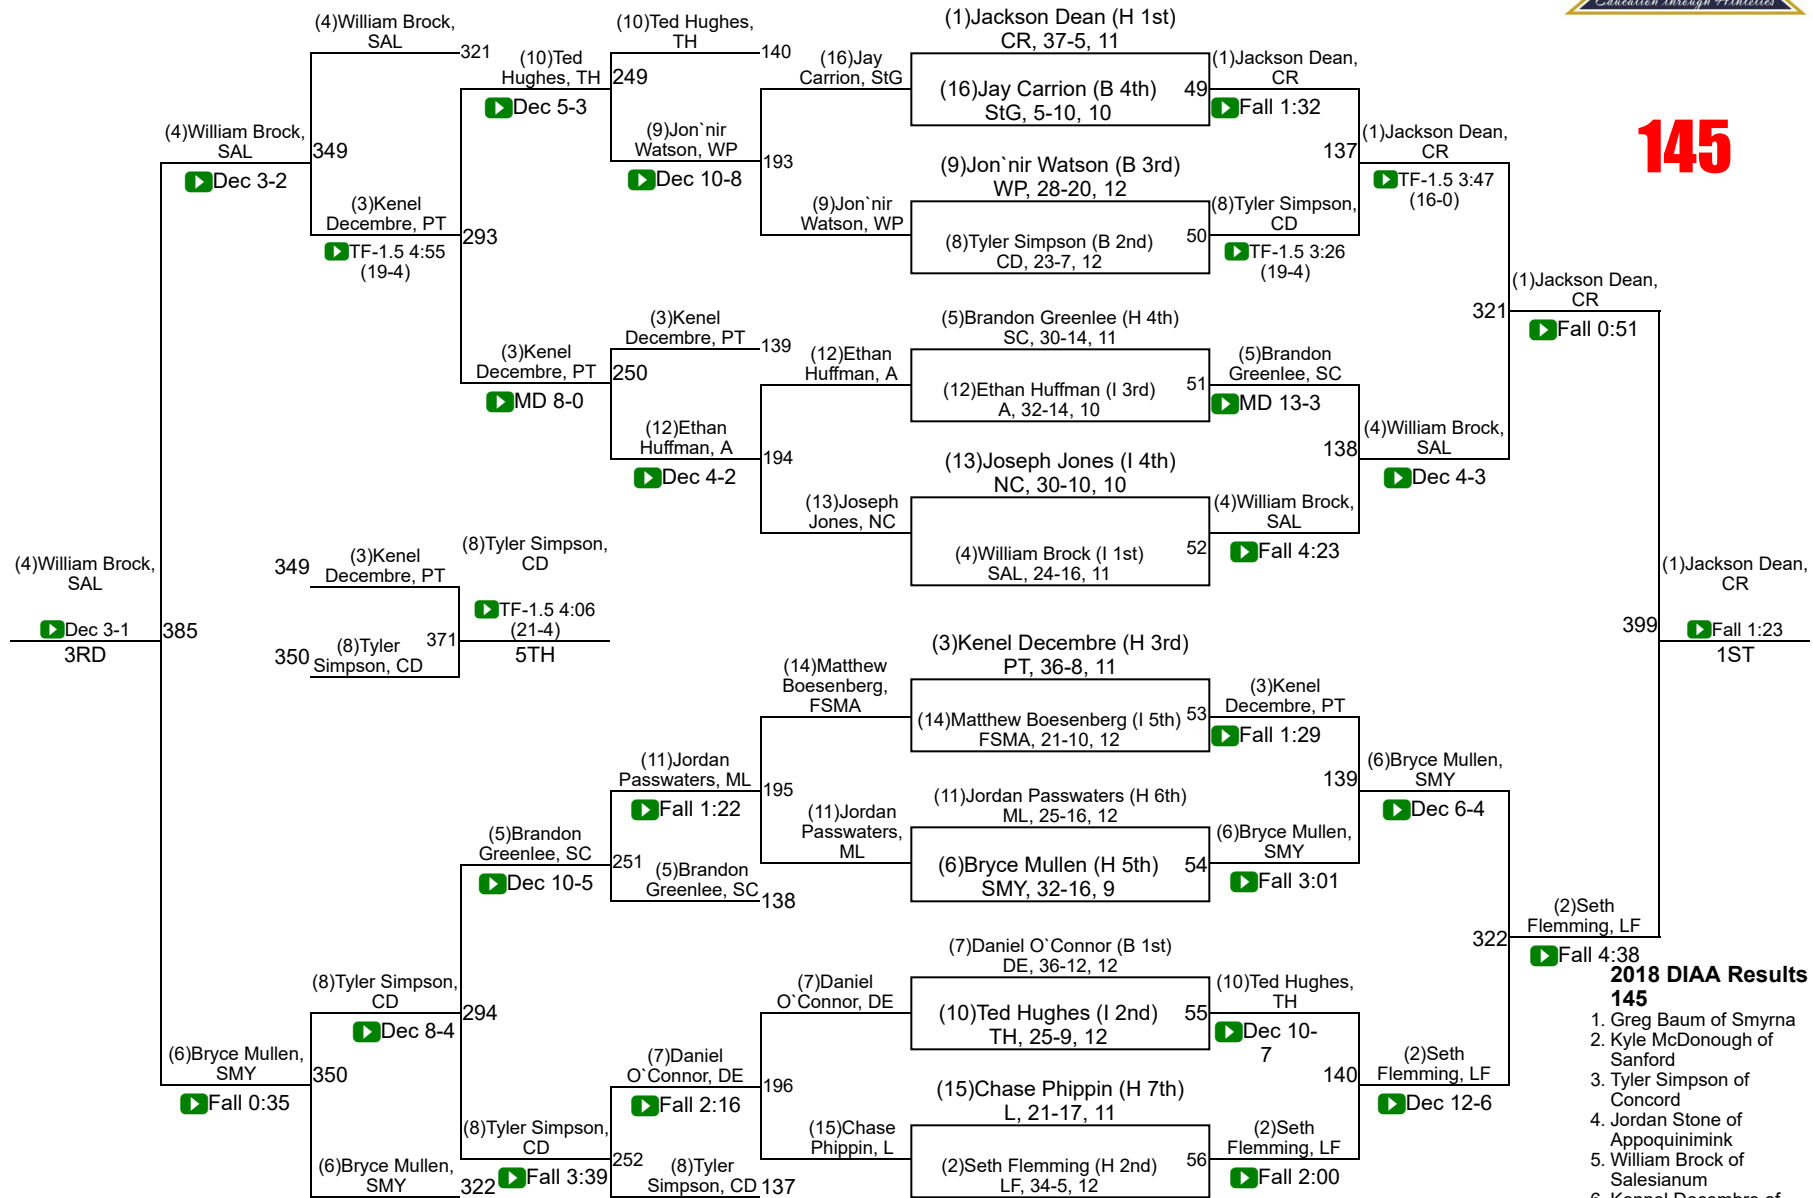 Education through Athletics
145
(4)William Brock,
SAL
321
(10)Ted
Hughes, TH
Dec 5-3
(10)Ted Hughes,
TH
140
249
(9)Jon`nir
Watson, WP
Dec 10-8
(16)Jay
Carrion, StG
193
(9)Jon`nir
Watson, WP
(4)William Brock,
SAL
Dec 3-2
349
(3)Kenel
Decembre, PT
TF-1.5 4:55
(19-4)
293
(3)Kenel
Decembre, PT
MD 8-0
(3)Kenel
Decembre, PT
139
250
(12)Ethan
Huffman, A
Dec 4-2
(12)Ethan
Huffman, A
194
(13)Joseph
Jones, NC
(1)Jackson Dean (H 1st)
CR, 37-5, 11
(16)Jay Carrion (B 4th)
StG, 5-10, 10
49
(1)Jackson Dean,
CR
Fall 1:32
(9)Jon`nir Watson (B 3rd)
WP, 28-20, 12
(8)Tyler Simpson (B 2nd)
CD, 23-7, 12
50
(8)Tyler Simpson,
CD
TF-1.5 3:26
(19-4)
137
(1)Jackson Dean,
CR
TF-1.5 3:47
(16-0)
(5)Brandon Greenlee (H 4th)
SC, 30-14, 11
(12)Ethan Huffman (I 3rd)
A, 32-14, 10
51
(5)Brandon
Greenlee, SC
MD 13-3
(13)Joseph Jones (I 4th)
NC, 30-10, 10
(4)William Brock (I 1st)
SAL, 24-16, 11
52
(4)William Brock,
SAL
Fall 4:23
138
(4)William Brock,
SAL
Dec 4-3
321
(1)Jackson Dean,
CR
Fall 0:51
(4)William Brock,
SAL
Dec 3-1
3RD
385
349
(3)Kenel
Decembre, PT
350
(8)Tyler
Simpson, CD
371
(8)Tyler Simpson,
CD
TF-1.5 4:06
(21-4)
5TH
399
(1)Jackson Dean,
CR
Fall 1:23
1ST
(3)Kenel Decembre (H 3rd)
PT, 36-8, 11
(14)Matthew Boesenberg (I 5th)
FSMA, 21-10, 12
53
(3)Kenel
Decembre, PT
Fall 1:29
(11)Jordan Passwaters (H 6th)
ML, 25-16, 12
(6)Bryce Mullen (H 5th)
SMY, 32-16, 9
54
(6)Bryce Mullen,
SMY
Fall 3:01
139
(6)Bryce Mullen,
SMY
Dec 6-4
(7)Daniel O`Connor (B 1st)
DE, 36-12, 12
(10)Ted Hughes (I 2nd)
TH, 25-9, 12
55
(10)Ted Hughes,
TH
Dec 10-
7
(15)Chase Phippin (H 7th)
L, 21-17, 11
(2)Seth Flemming (H 2nd)
LF, 34-5, 12
56
(2)Seth
Flemming, LF
Fall 2:00
140
(2)Seth
Flemming, LF
Dec 12-6
322
(2)Seth
Flemming, LF
Fall 4:38
(14)Matthew
Boesenberg,
FSMA
(11)Jordan
Passwaters, ML
Fall 1:22
195
(11)Jordan
Passwaters,
ML
(5)Brandon
Greenlee, SC
Dec 10-5
251
(5)Brandon
Greenlee, SC
138
(8)Tyler Simpson,
CD
Dec 8-4
294
(7)Daniel
O`Connor, DE
(7)Daniel
O`Connor, DE
Fall 2:16
196
(15)Chase
Phippin, L
(6)Bryce Mullen,
SMY
Fall 0:35
350
(8)Tyler Simpson,
CD
Fall 3:39
252
(8)Tyler
Simpson, CD
137
(6)Bryce Mullen,
SMY
322
2018 DIAA Results
145
1. Greg Baum of Smyrna
2. Kyle McDonough of
Sanford
3. Tyler Simpson of
Concord
4. Jordan Stone of
Appoquinimink
5. William Brock of
Salesianum
6. Kennel Decembre of